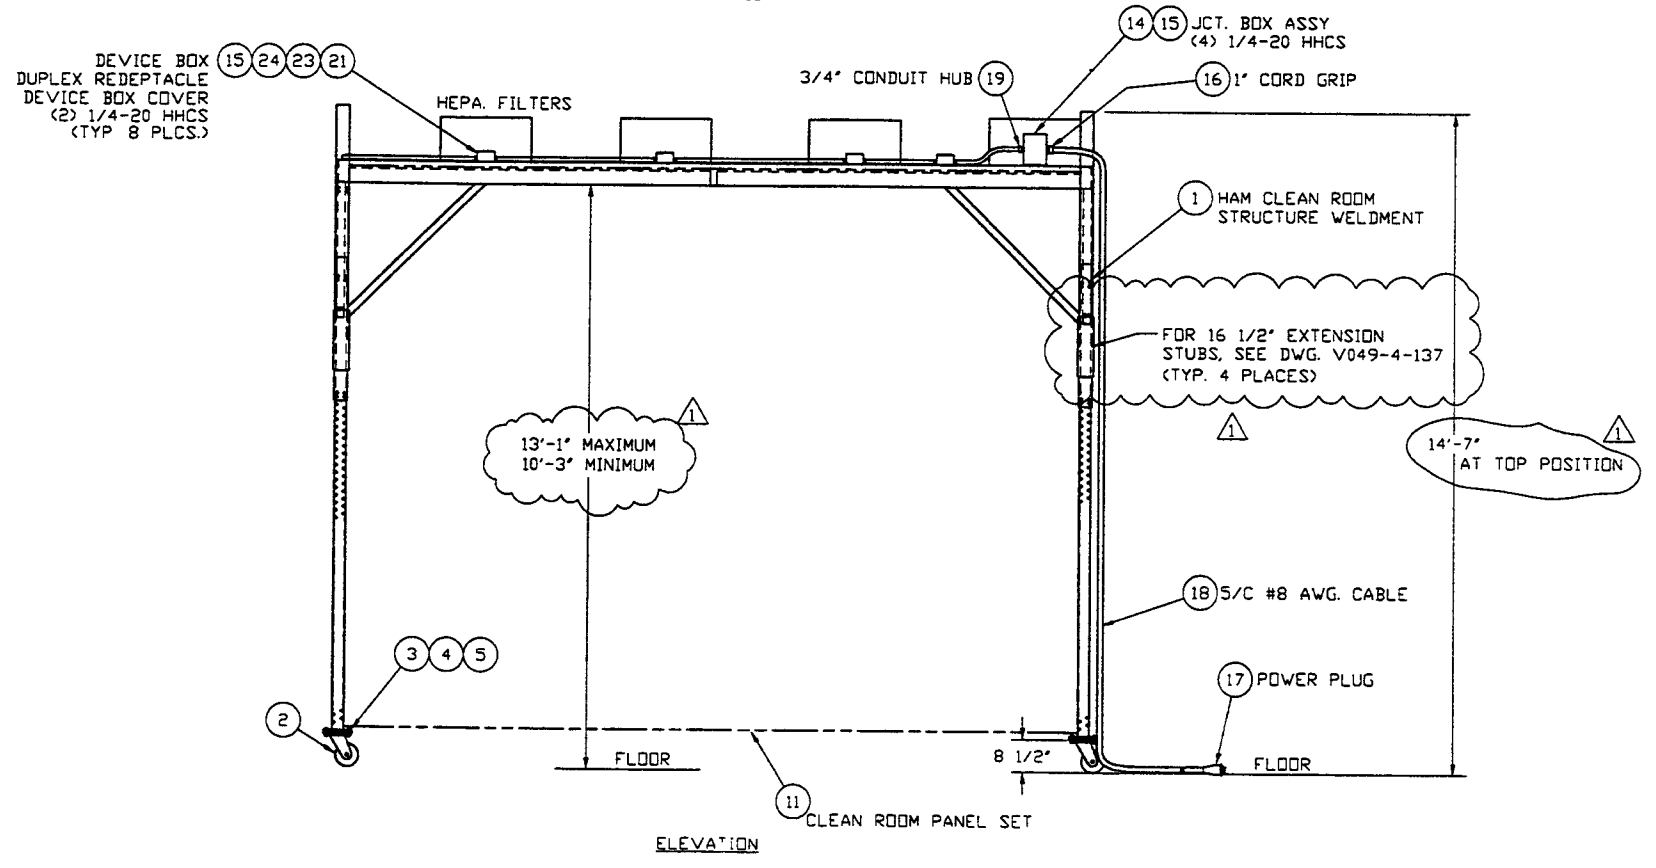 14 15 JCT. BOX ASSY
(4) 1/4-20 HHCS
DEVICE BOX 15 24 23 21
DUPLEX REDEPTACLE
DEVICE BOX COVER
(2) 1/4-20 HHCS
(TYP 8 PLCS.)
HEPA. FILTERS
3/4" CONDUIT HUB 19
16 1" CORD GRIP
1 HAM CLEAN ROOM
STRUCTURE WELDMENT
FOR 16 1/2" EXTENSION
STUBS, SEE DWG. V049-4-137
(TYP. 4 PLACES)
1
13'-1" MAXIMUM
10'-3" MINIMUM
1
1
14'-7"
AT TOP POSITION
18 5/C #8 AWG. CABLE
3 4 5
17 POWER PLUG
2
8 1/2"
FLOOR
FLOOR
11
CLEAN ROOM PANEL SET
ELEVATION